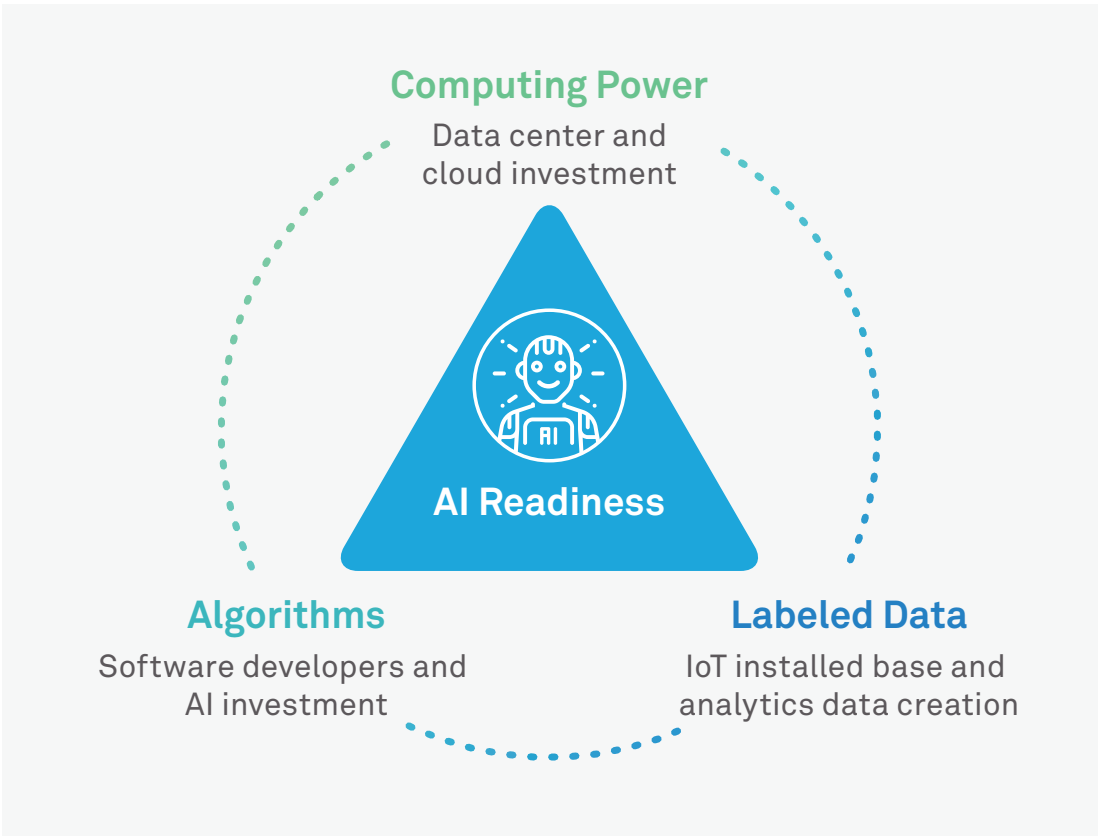 Computing Power
Data center and
cloud investment
AI
AI Readiness
Algorithms
Software developers and
AI investment
Labeled Data
IoT installed base and
analytics data creation